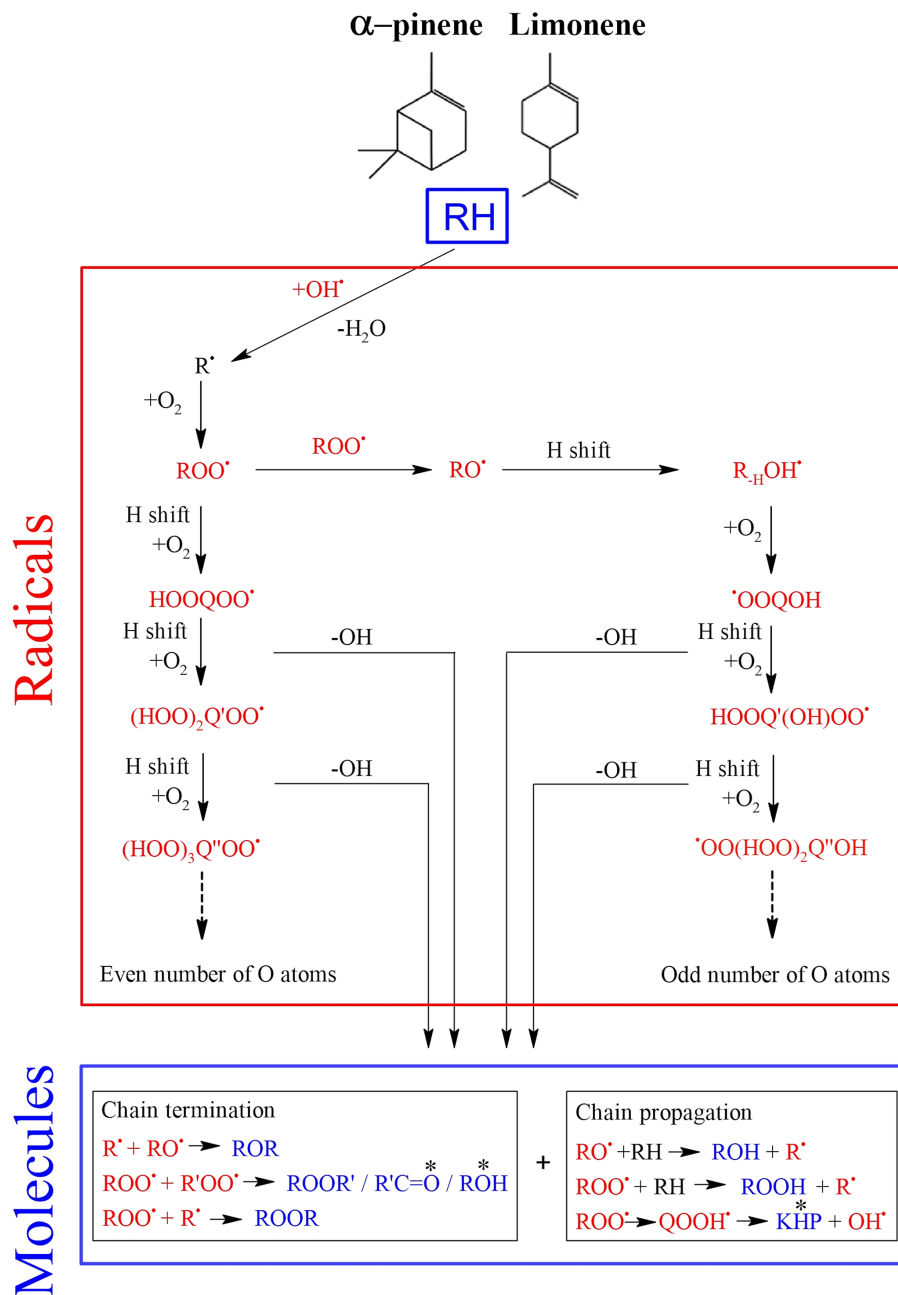 α–pinene Limonene
RH
+OH•
-H₂O
R•
+O₂
ROO•
ROO•
RO•
H shift
R₋HOH•
H shift
+O₂
+O₂
HOOQOO•
•OOQOH
H shift
+O₂
-OH
-OH
H shift
+O₂
(HOO)₂Q'OO•
HOOQ'(OH)OO•
H shift
+O₂
-OH
-OH
H shift
+O₂
(HOO)₃Q"OO•
•OO(HOO)₂Q"OH
Even number of O atoms
Odd number of O atoms
Radicals
Molecules
Chain termination
R• + RO• → ROR
* *
ROO• + R'OO• → ROOR' / R'C=O / ROH
ROO• + R• → ROOR
+
Chain propagation
RO• +RH → ROH + R•
ROO• + RH → ROOH + R•
*
ROO• → QOOH• → KHP + OH•